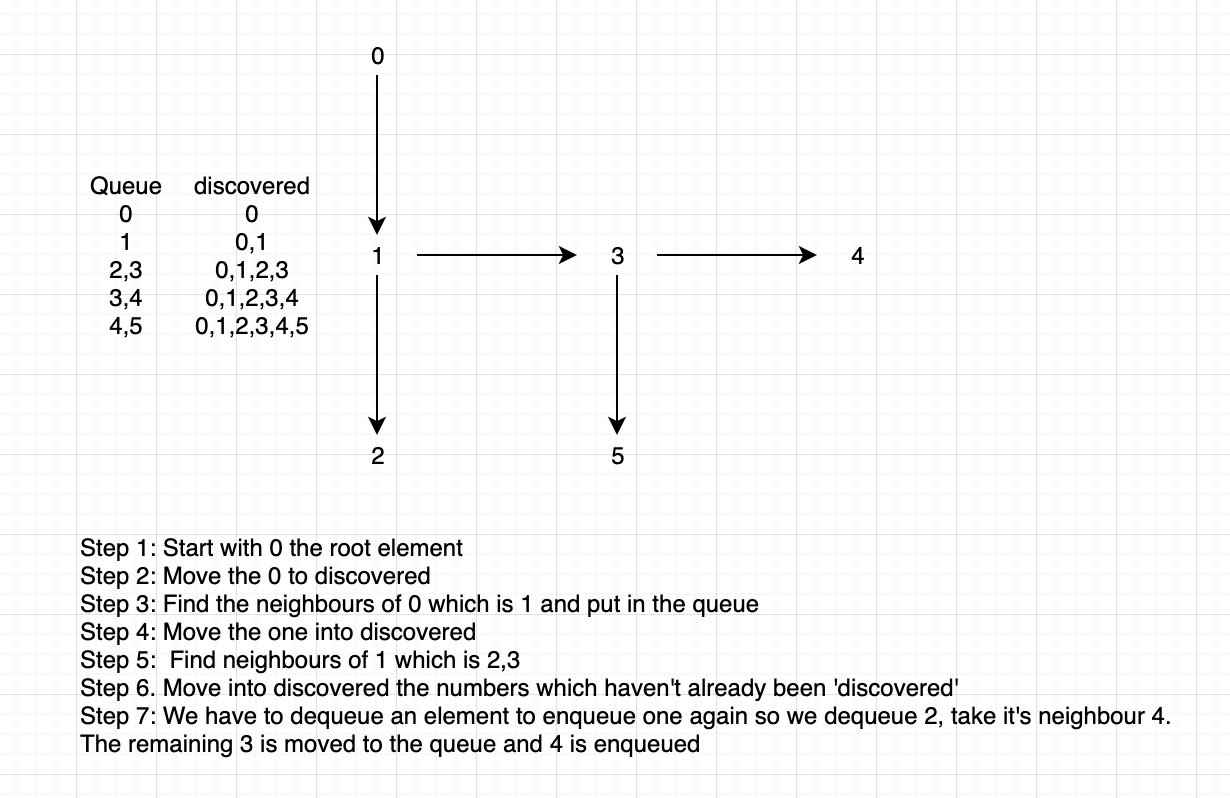 0
Queue discovered
0 0
1 0,1
2,3 0,1,2,3
3,4 0,1,2,3,4
4,5 0,1,2,3,4,5
1 3 4
2 5
Step 1: Start with 0 the root element
Step 2: Move the 0 to discovered
Step 3: Find the neighbours of 0 which is 1 and put in the queue
Step 4: Move the one into discovered
Step 5:  Find neighbours of 1 which is 2,3
Step 6. Move into discovered the numbers which haven't already been 'discovered'
Step 7: We have to dequeue an element to enqueue one again so we dequeue 2, take it's neighbour 4.
The remaining 3 is moved to the queue and 4 is enqueued